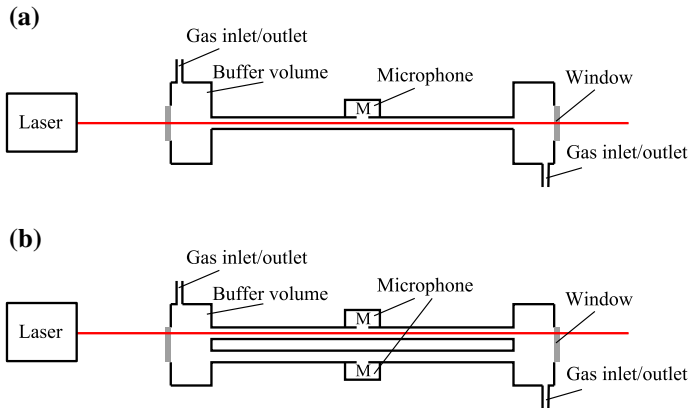 (a)
Gas inlet/outlet
Buffer volume
Microphone
Window
M
Laser
Gas inlet/outlet
(b)
Gas inlet/outlet
Buffer volume
Microphone
Window
M
Laser
M
Gas inlet/outlet